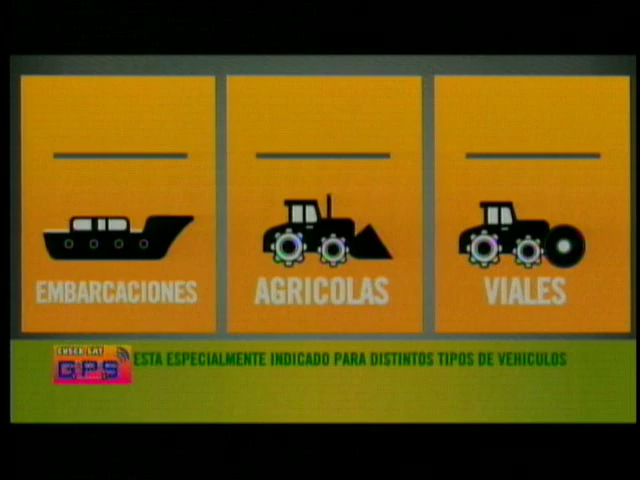 EMBARCACIONES
AGRICOLAS
VIALES
GPS
ESTA ESPECIALMENTE INDICADO PARA DISTINTOS TIPOS DE VEHICULOS